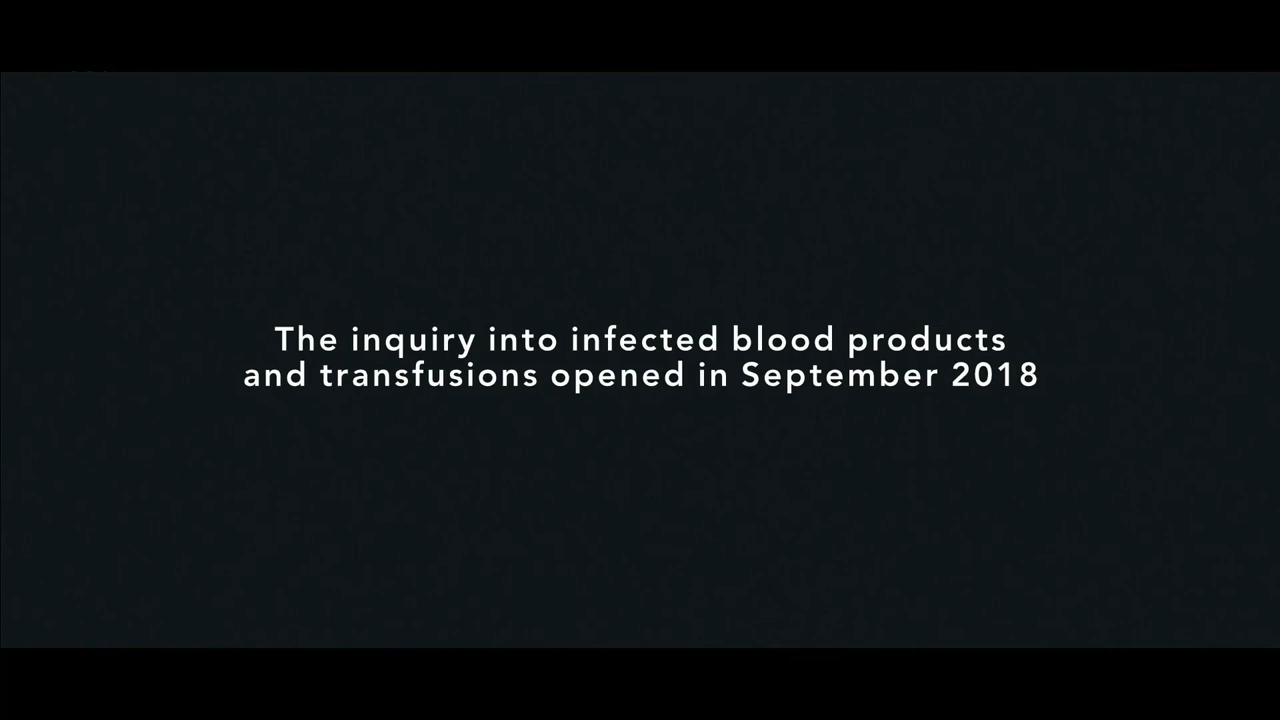 The inquiry into infected blood products
and transfusions opened in September 2018